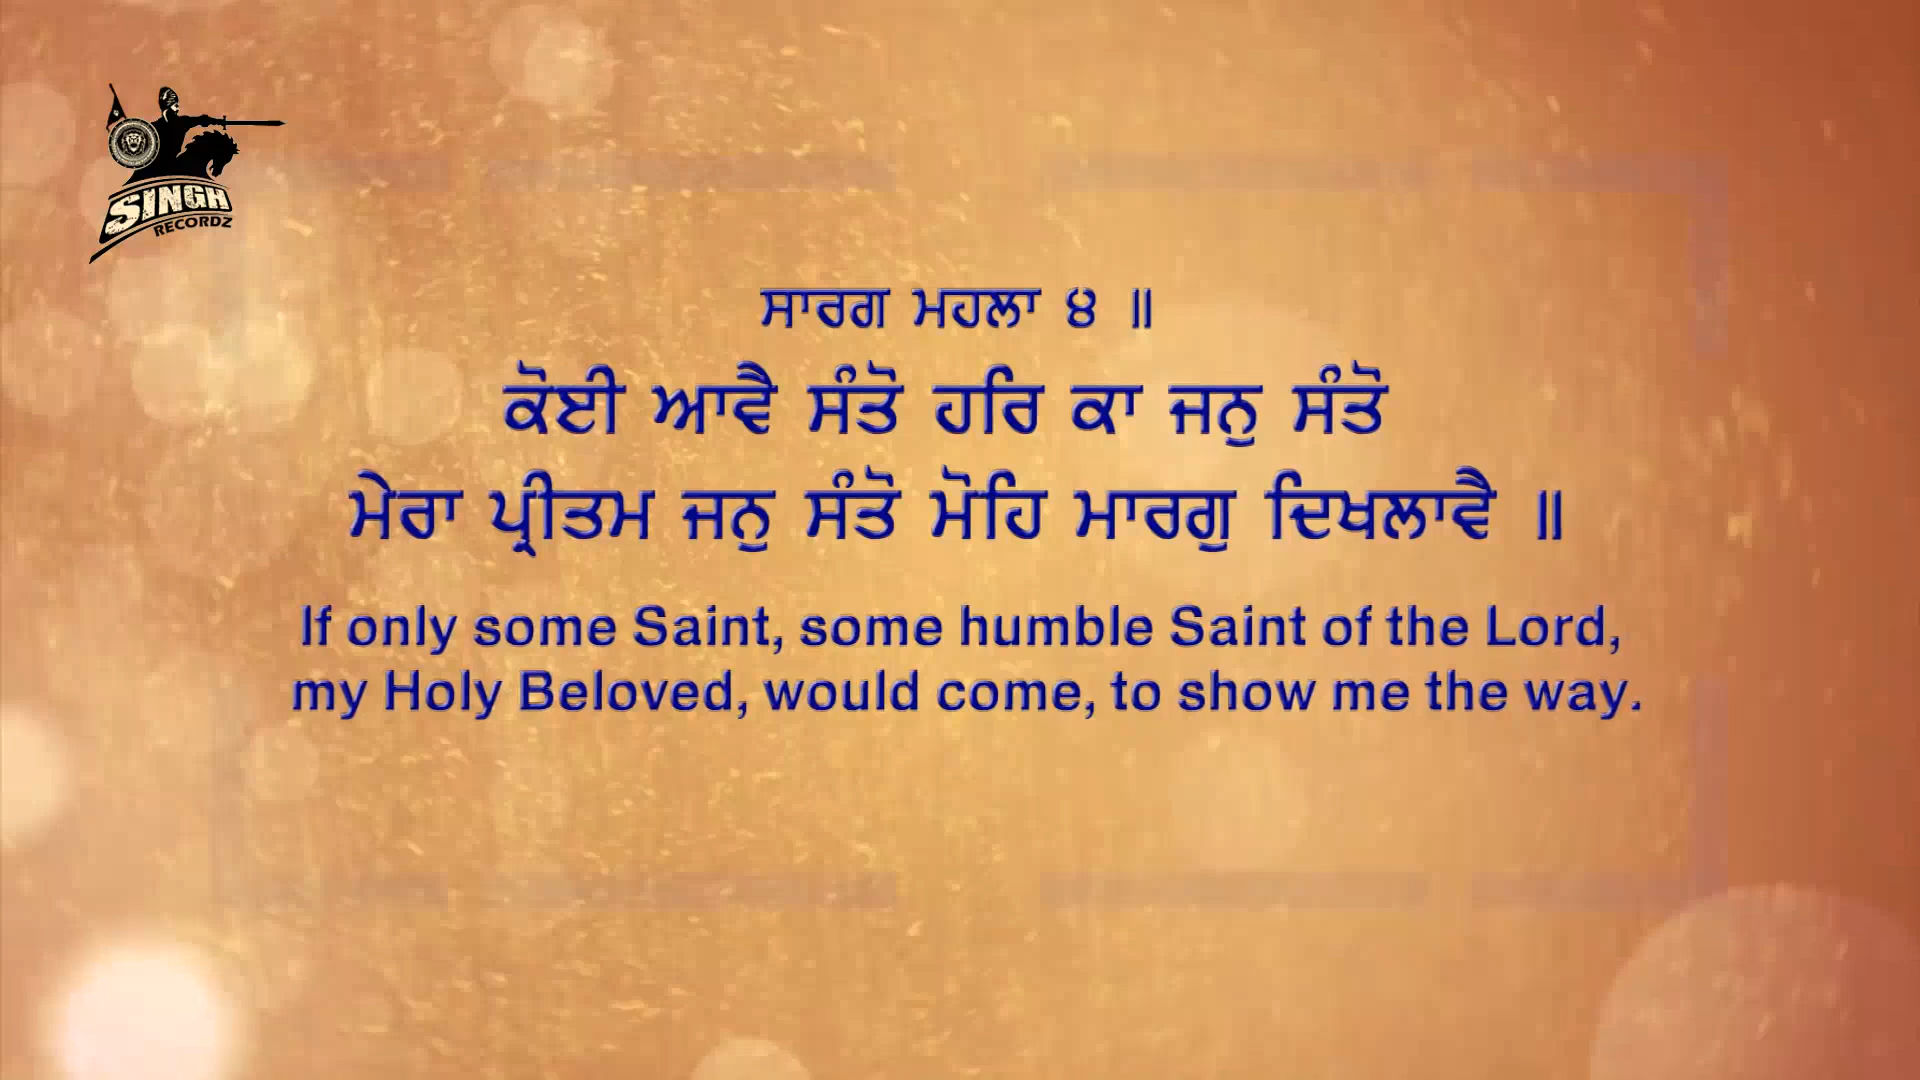 SINGH
RECORDZ
ਸਾਰਗ ਮਹਲਾ ੪ ॥
ਕੋਈ ਆਵੈ ਸੰਤੋ ਹਰਿ ਕਾ ਜਨੁ ਸੰਤੋ
ਮੇਰਾ ਪ੍ਰੀਤਮ ਜਨੁ ਸੰਤੋ ਮੋਹਿ ਮਾਰਗੁ ਦਿਖਲਾਵੈ ॥
If only some Saint, some humble Saint of the Lord,
my Holy Beloved, would come, to show me the way.